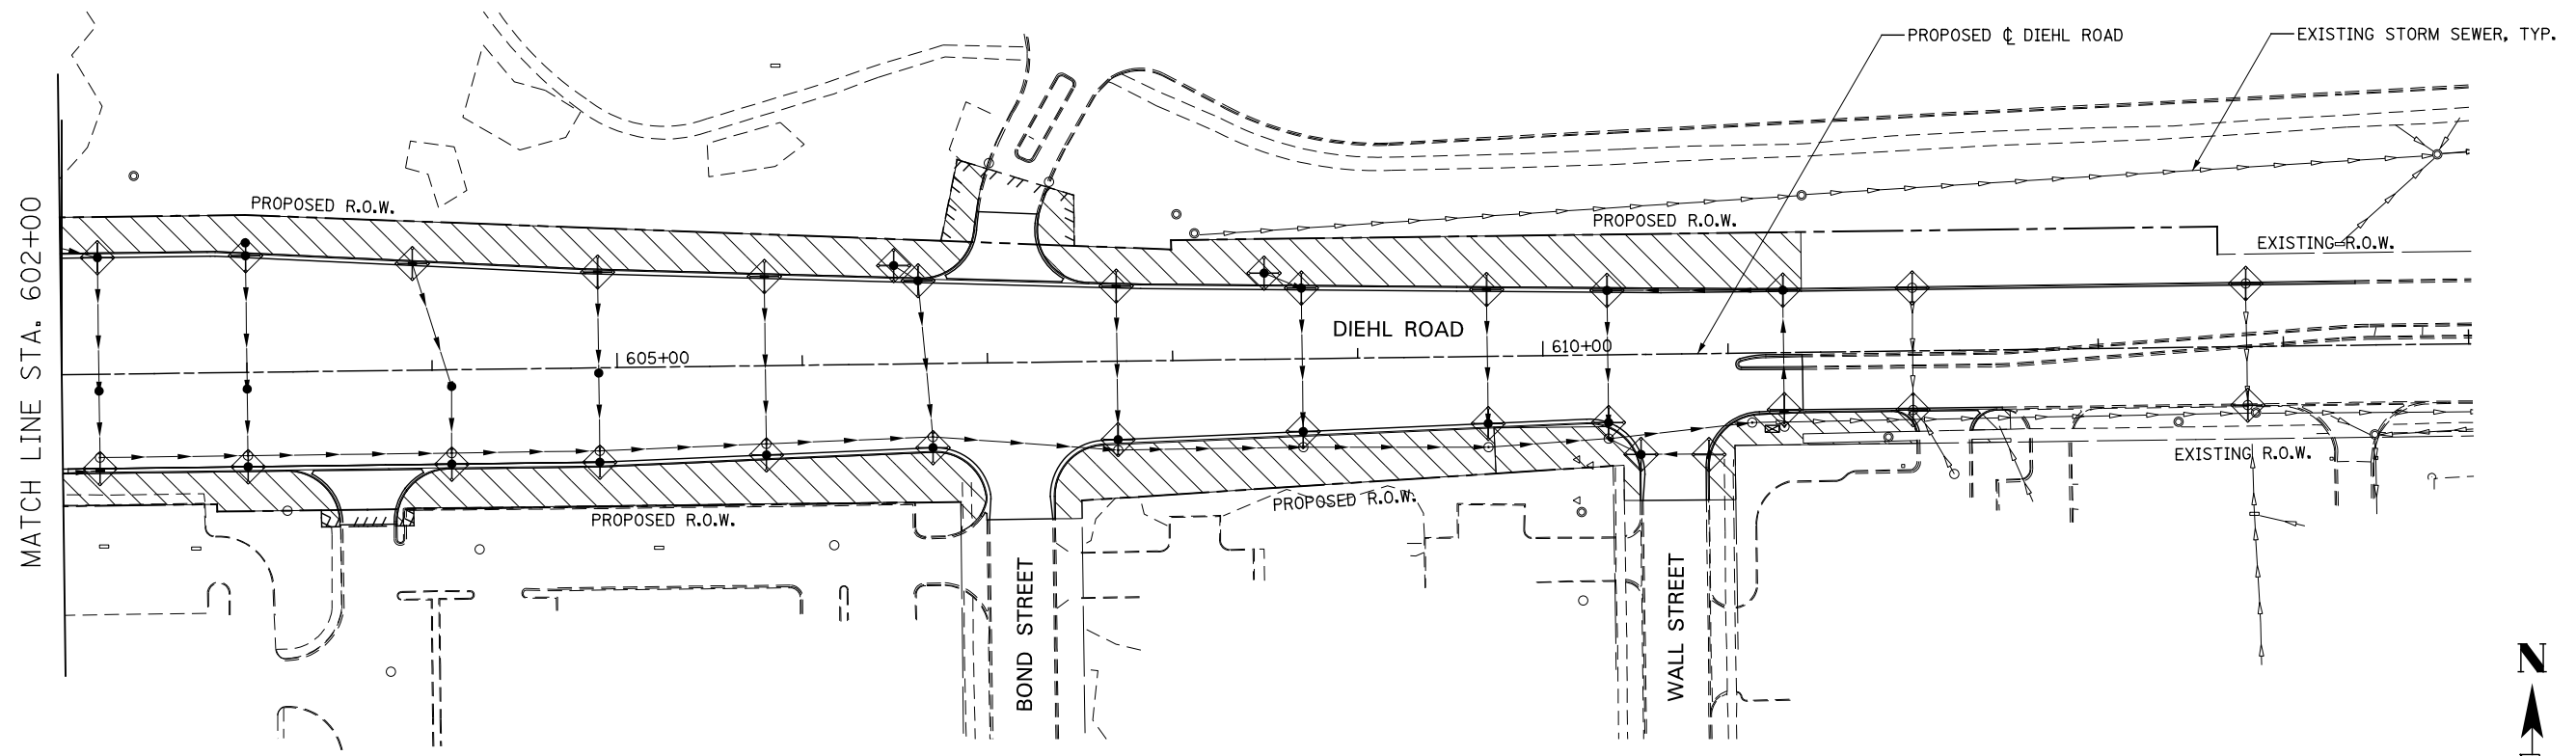 PROPOSED ℄ DIEHL ROAD
EXISTING STORM SEWER, TYP.
MATCH LINE STA. 602+00
PROPOSED R.O.W.
PROPOSED R.O.W.
EXISTING R.O.W.
DIEHL ROAD
605+00
610+00
EXISTING R.O.W.
PROPOSED R.O.W.
PROPOSED R.O.W.
BOND STREET
WALL STREET
N